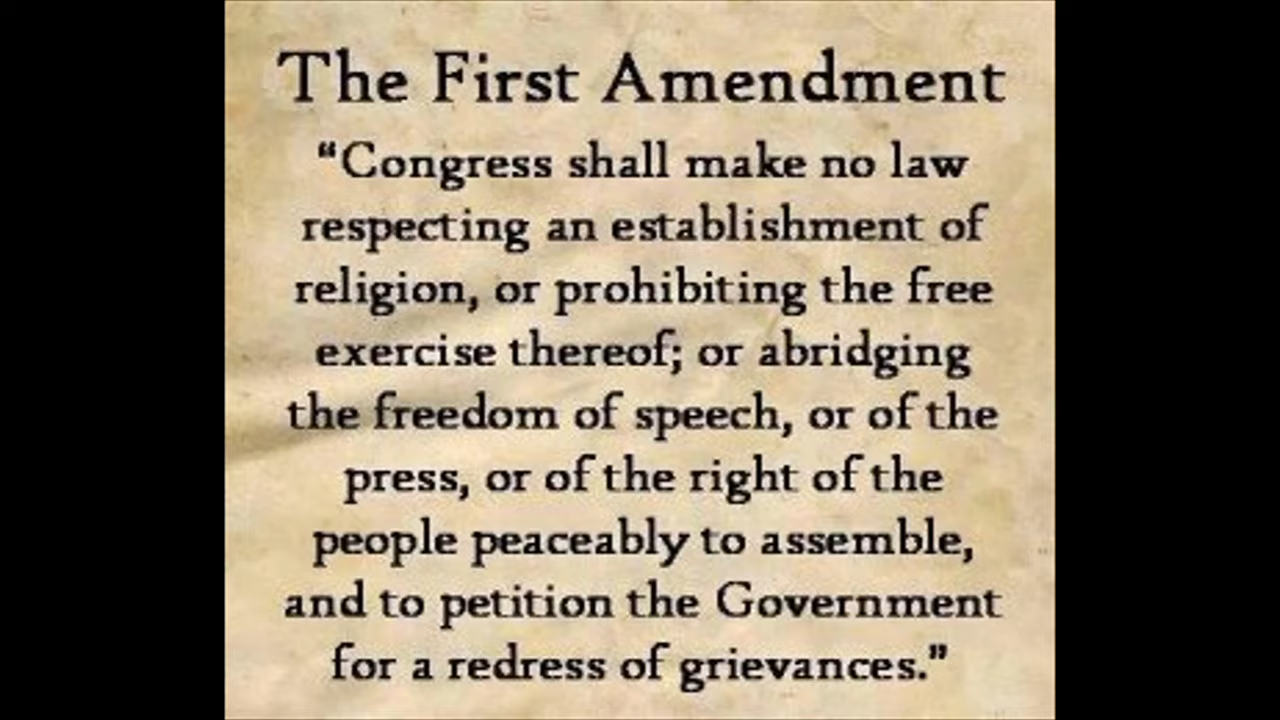 The First Amendment
“Congress shall make no law
respecting an establishment of
religion, or prohibiting the free
exercise thereof; or abridging
the freedom of speech, or of the
press, or of the right of the
people peaceably to assemble,
and to petition the Government
for a redress of grievances.”